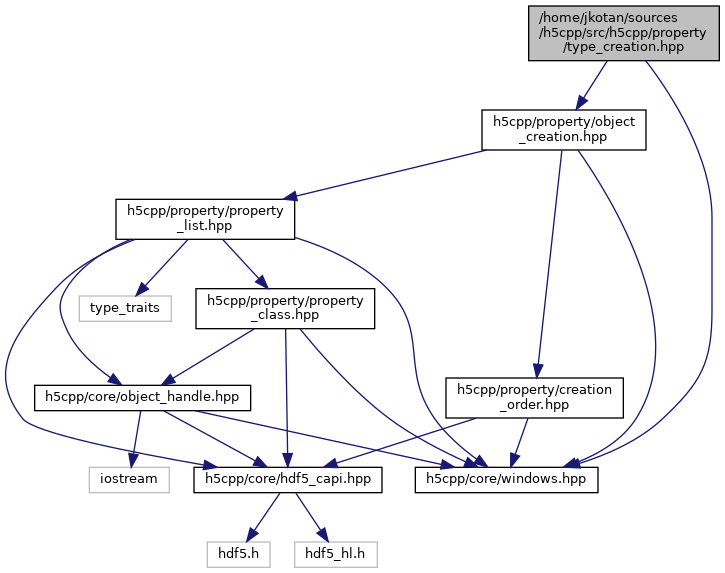 /home/jkotan/sources
/h5cpp/src/h5cpp/property
/type_creation.hpp
h5cpp/property/object
_creation.hpp
h5cpp/property/property
_list.hpp
type_traits
h5cpp/property/property
_class.hpp
h5cpp/core/object_handle.hpp
h5cpp/property/creation
_order.hpp
iostream
h5cpp/core/hdf5_capi.hpp
h5cpp/core/windows.hpp
hdf5.h
hdf5_hl.h